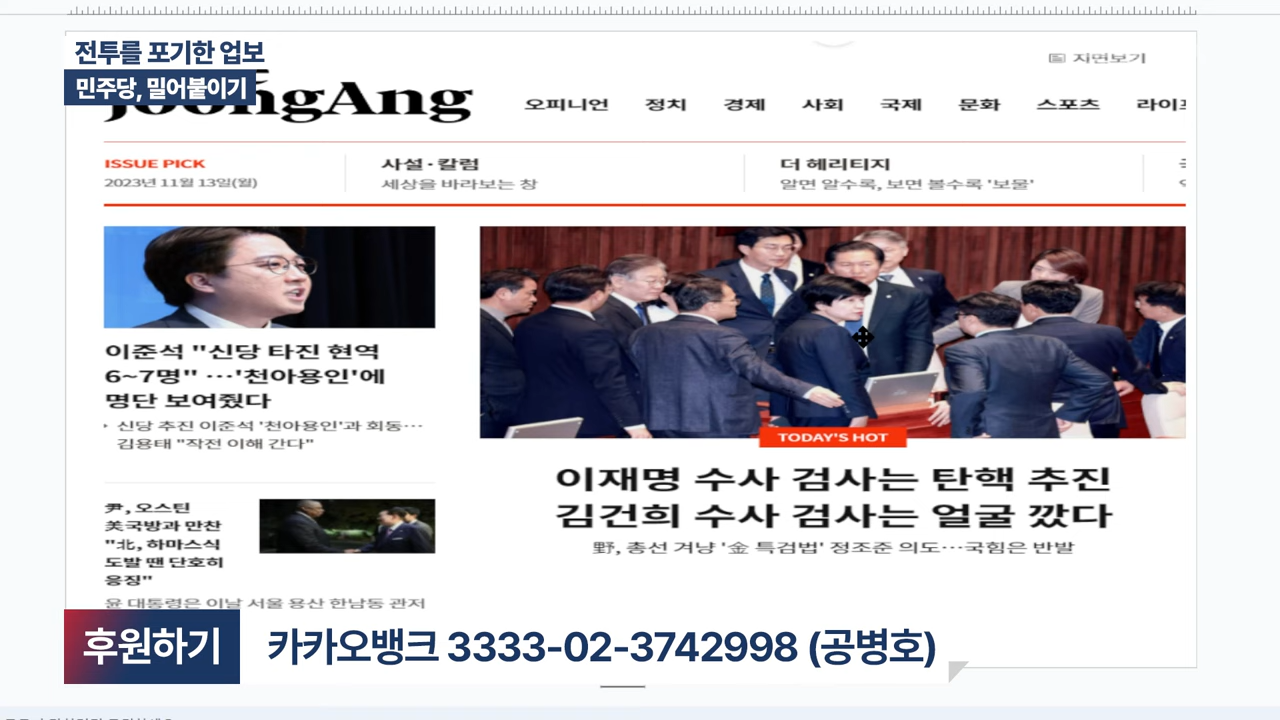 전투를 포기한 업보
민주당, 밀어붙이기
JoongAng
지면보기
오피니언 정치 경제 사회 국제 문화 스포츠
ISSUE PICK
2023년 11월 13일(월)
사설·칼럼
세상을 바라보는 창
더 헤리티지
알면 알수록, 보면 볼수록 '보물'
이준석 "신당 타진 현역
6~7명" …'천아용인'에
명단 보여줬다
신당 추진 이준석 '천아용인'과 회동…
김용태 "작전 이해 간다"
尹, 오스틴
美국방과 만찬
"北, 하마스식
도발 땐 단호히
응징"
윤 대통령은 이날 서울 용산 한남동 관저
TODAY'S HOT
이재명 수사 검사는 탄핵 추진
김건희 수사 검사는 얼굴 깠다
野, 총선 겨냥 '金 특검법' 정조준 의도…국힘은 반발
후원하기
카카오뱅크 3333-02-3742998 (공병호)